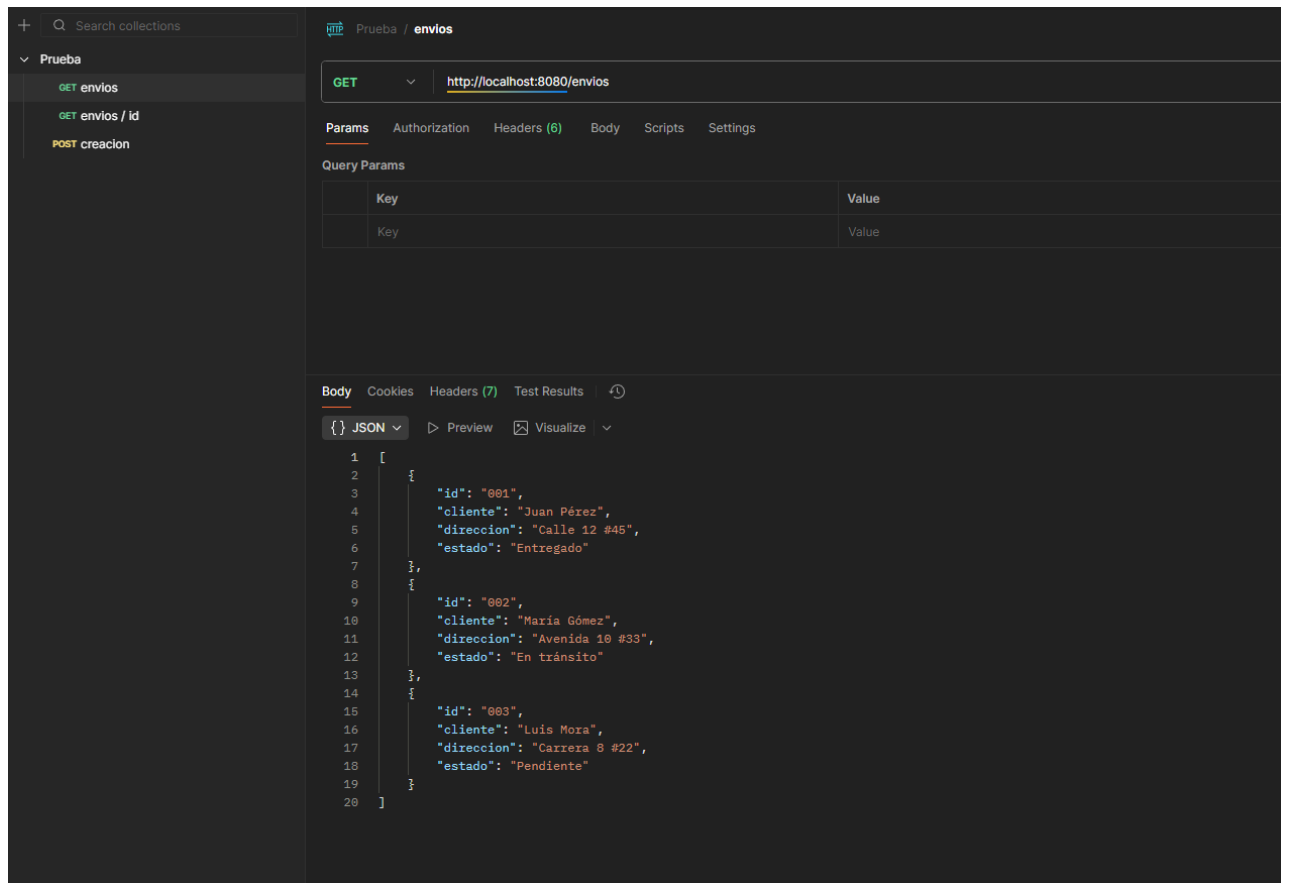 Search collections
Prueba
GET envios
GET envios / id
POST creacion
HTTP Prueba / envios
GET http://localhost:8080/envios
Params Authorization Headers (6) Body Scripts Settings
Query Params
Key Value
Key Value
Body Cookies Headers (7) Test Results
{} JSON Preview Visualize
1 [
2 {
3 "id": "001",
4 "cliente": "Juan Pérez",
5 "direccion": "Calle 12 #45",
6 "estado": "Entregado"
7 },
8 {
9 "id": "002",
10 "cliente": "María Gómez",
11 "direccion": "Avenida 10 #33",
12 "estado": "En tránsito"
13 },
14 {
15 "id": "003",
16 "cliente": "Luis Mora",
17 "direccion": "Carrera 8 #22",
18 "estado": "Pendiente"
19 }
20 ]